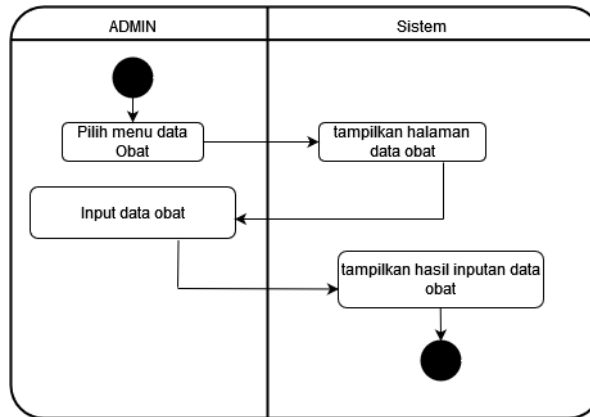 ADMIN
Sistem
Pilih menu data
Obat
tampilkan halaman
data obat
Input data obat
tampilkan hasil inputan data
obat